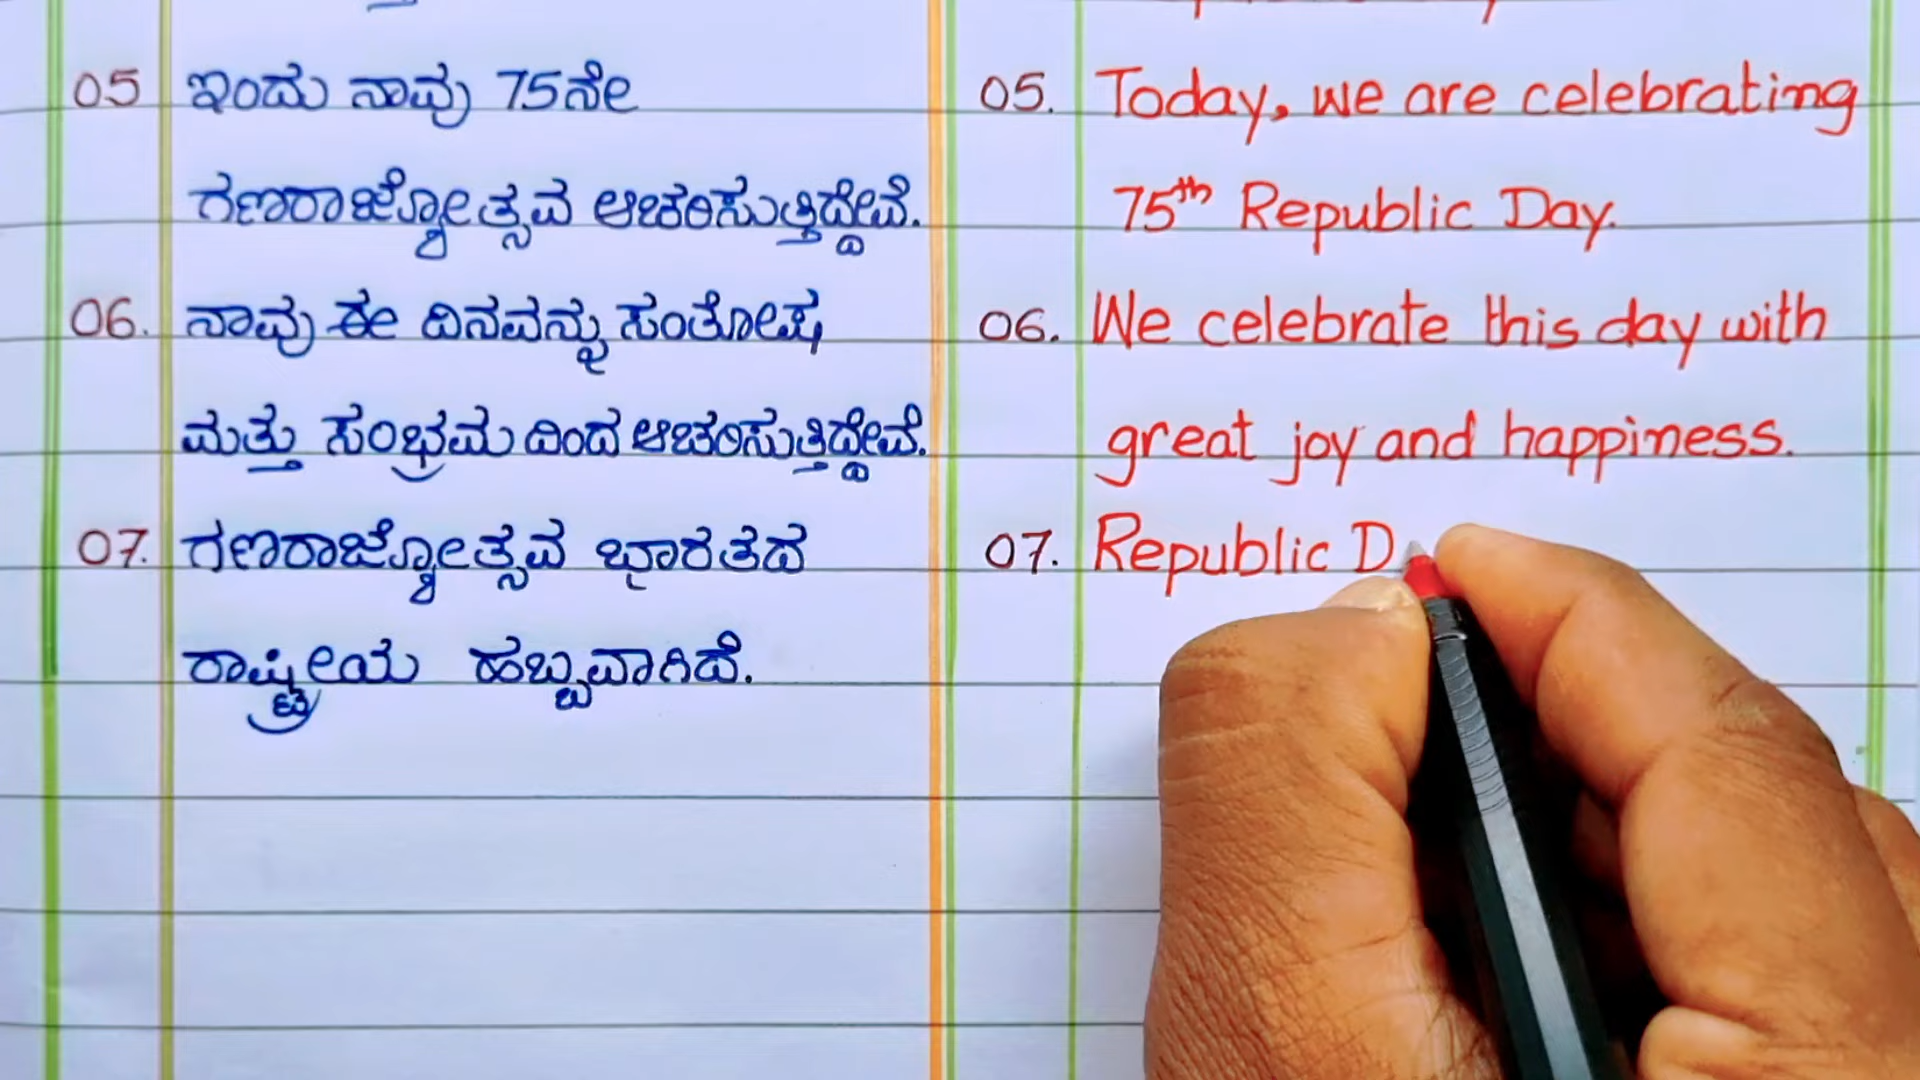 05 ಇಂದು ನಾವು 75ನೇ
ಗಣರಾಜ್ಯೋತ್ಸವ ಆಚರಿಸುತ್ತಿದ್ದೇವೆ.
06. ನಾವು ಈ ದಿನವನ್ನು ಸಂತೋಷ
ಮತ್ತು ಸಂಭ್ರಮದಿಂದ ಆಚರಿಸುತ್ತಿದ್ದೇವೆ.
07. ಗಣರಾಜ್ಯೋತ್ಸವ ಭಾರತದ
ರಾಷ್ಟ್ರೀಯ ಹಬ್ಬವಾಗಿದೆ.
05. Today, we are celebrating
75th Republic Day.
06. We celebrate this day with
great joy and happiness.
07. Republic D